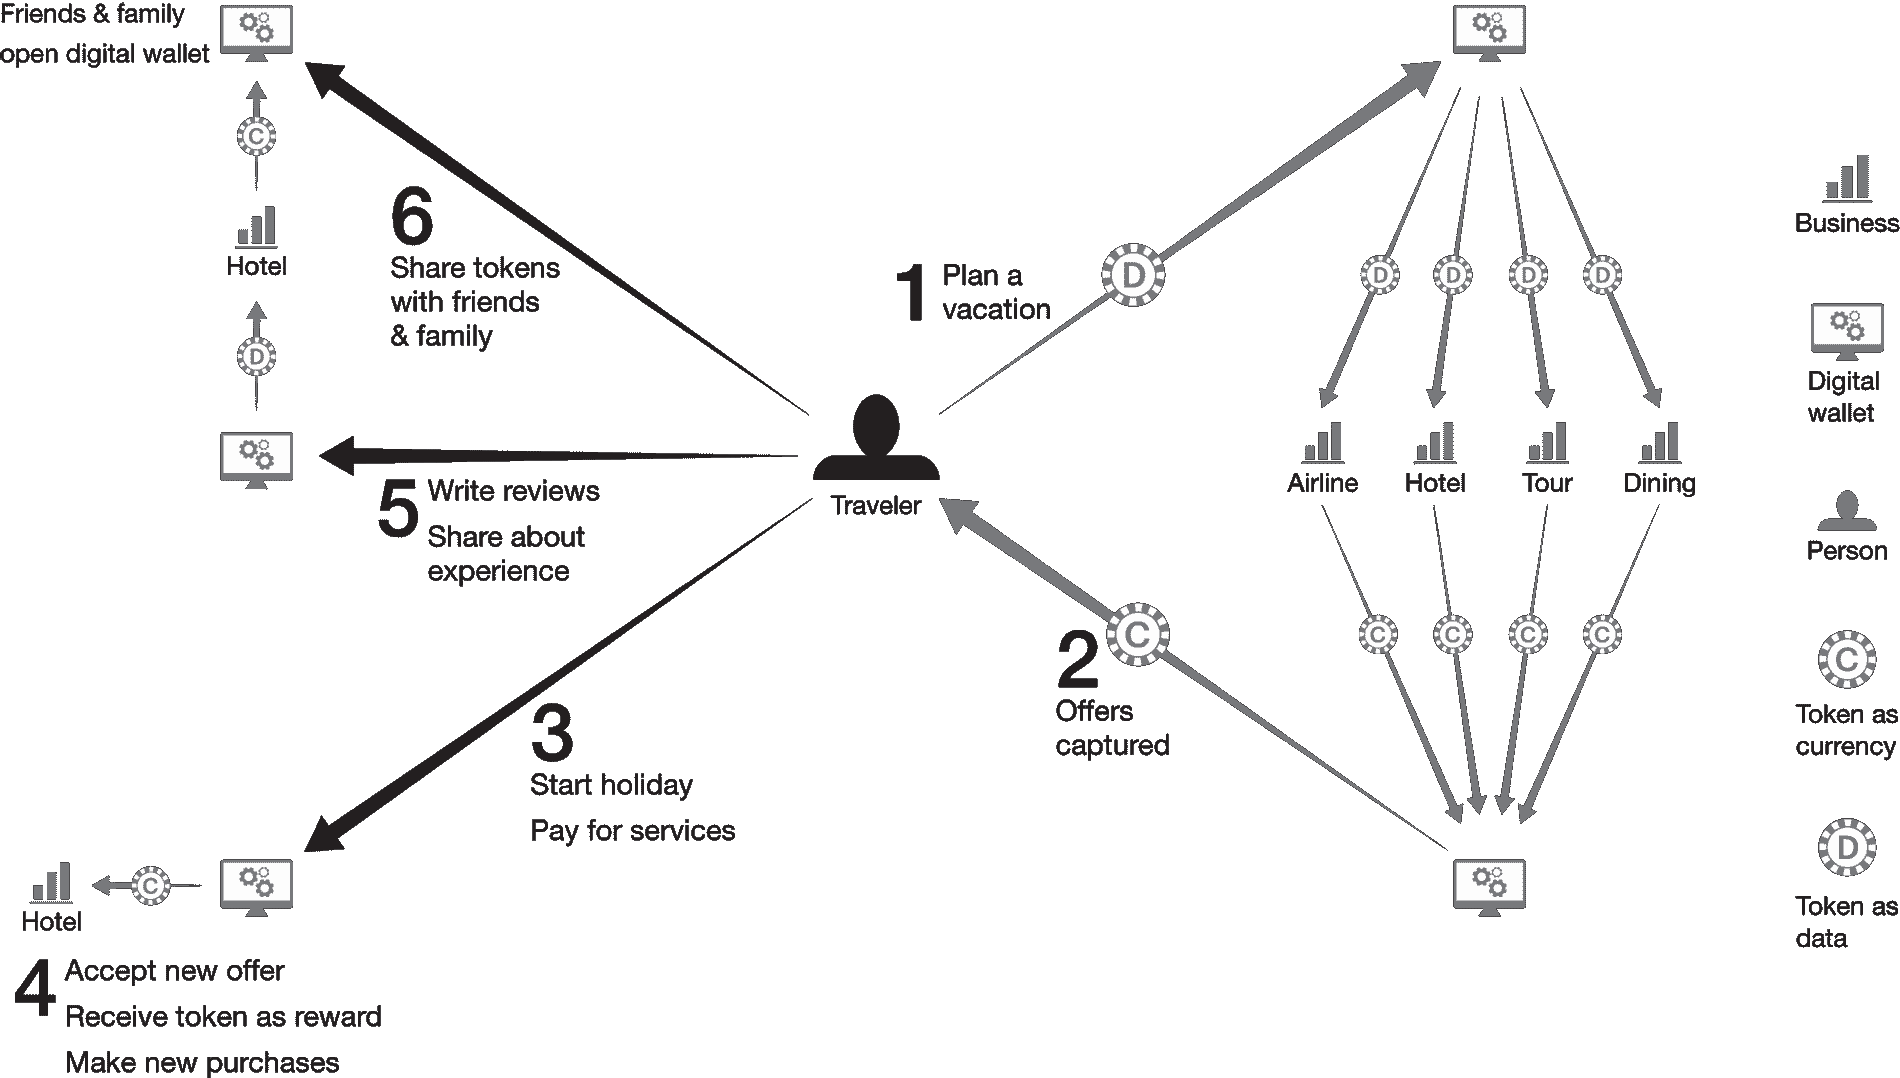 Friends & family
open digital wallet
C
Hotel
D
6
Share tokens
with friends
& family
1
Plan a
vacation
D
D
D
D
D
Airline
Hotel
Tour
Dining
Traveler
5
Write reviews
Share about
experience
2
C
Offers
captured
C
C
C
C
3
Start holiday
Pay for services
C
Hotel
4
Accept new offer
Receive token as reward
Make new purchases
Business
Digital
wallet
Person
C
Token as
currency
D
Token as
data